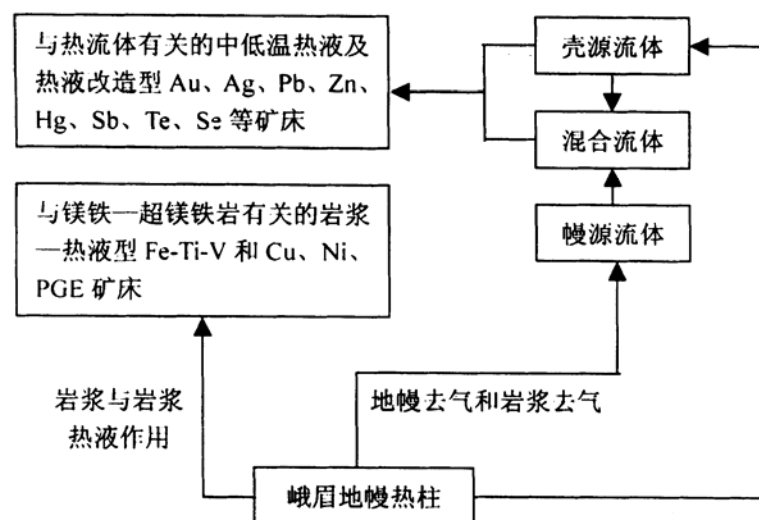 与热流体有关的中低温热液及
热液改造型 Au、Ag、Pb、Zn、
Hg、Sb、Te、Se 等矿床
壳源流体
混合流体
与镁铁—超镁铁岩有关的岩浆
—热液型 Fe-Ti-V 和 Cu、Ni、
PGE 矿床
幔源流体
岩浆与岩浆
热液作用
地幔去气和岩浆去气
峨眉地幔热柱